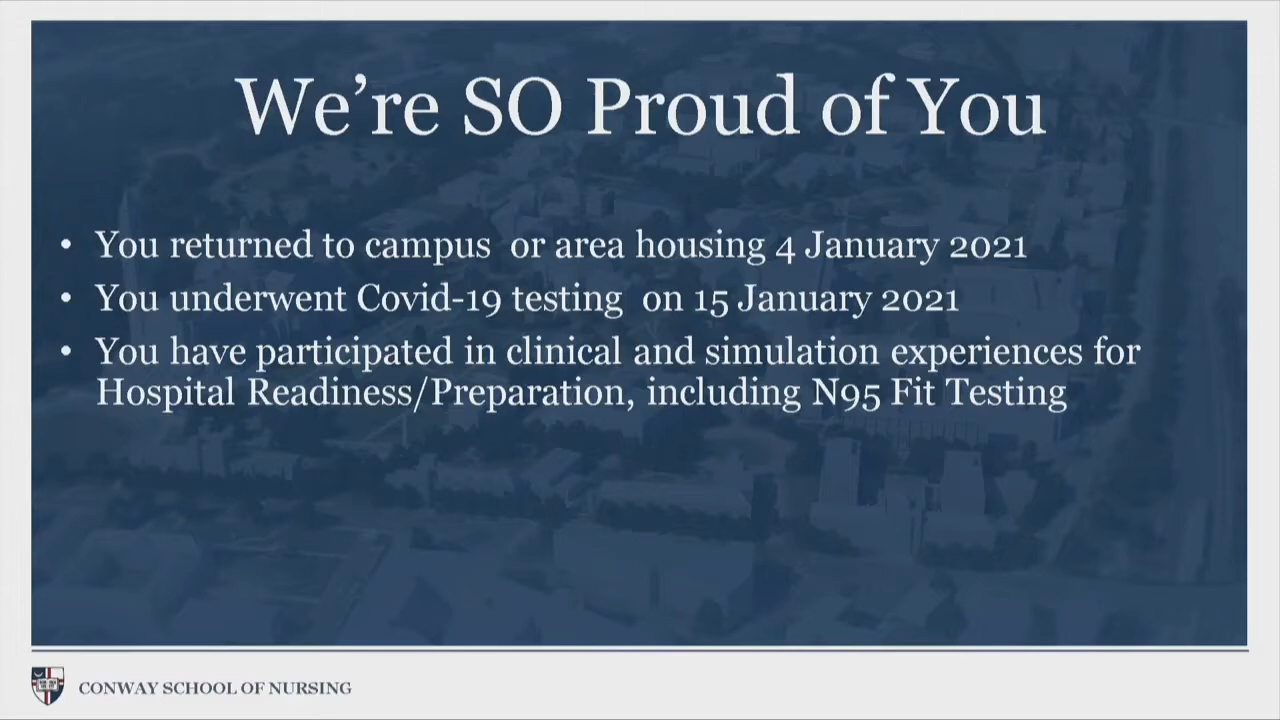 We're SO Proud of You
• You returned to campus  or area housing 4 January 2021
• You underwent Covid-19 testing  on 15 January 2021
• You have participated in clinical and simulation experiences for
Hospital Readiness/Preparation, including N95 Fit Testing
CONWAY SCHOOL OF NURSING